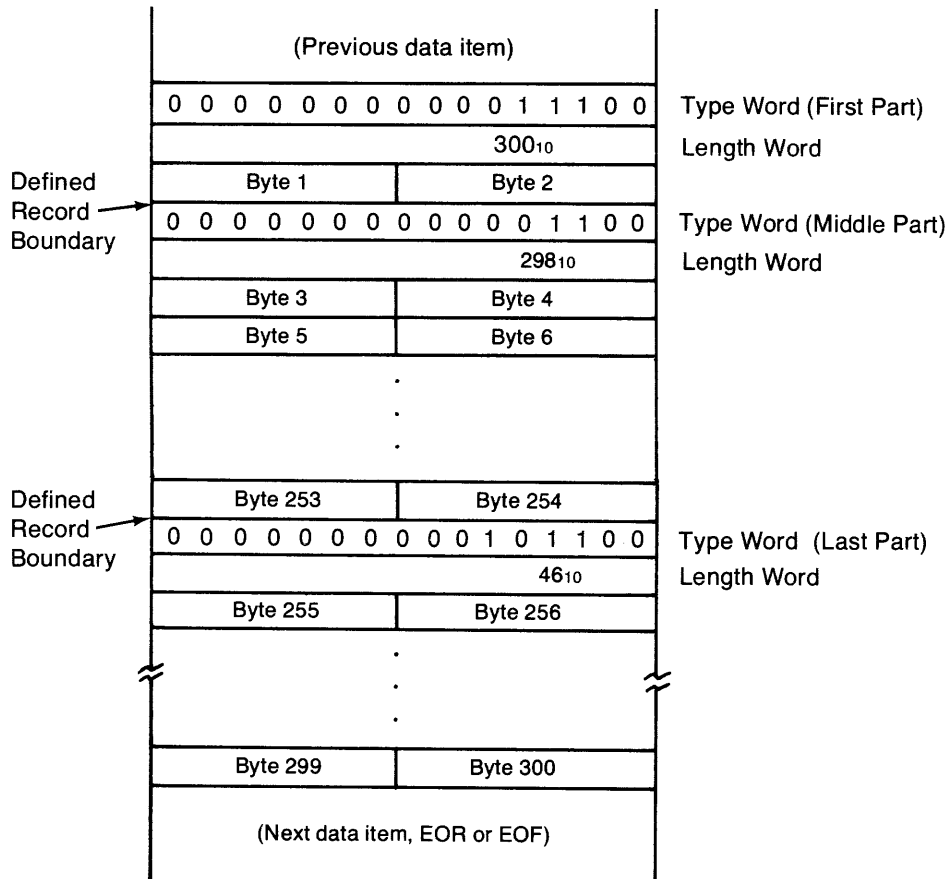 (Previous data item)
0 0 0 0 0 0 0 0 0 0 0 1 1 1 0 0 Type Word (First Part)
300₁₀ Length Word
Byte 1 Byte 2
Defined
Record
Boundary
0 0 0 0 0 0 0 0 0 0 0 0 1 1 0 0 Type Word (Middle Part)
298₁₀ Length Word
Byte 3 Byte 4
Byte 5 Byte 6
.
.
.
Byte 253 Byte 254
Defined
Record
Boundary
0 0 0 0 0 0 0 0 0 0 1 0 1 1 0 0 Type Word (Last Part)
46₁₀ Length Word
Byte 255 Byte 256
.
.
.
Byte 299 Byte 300
(Next data item, EOR or EOF)